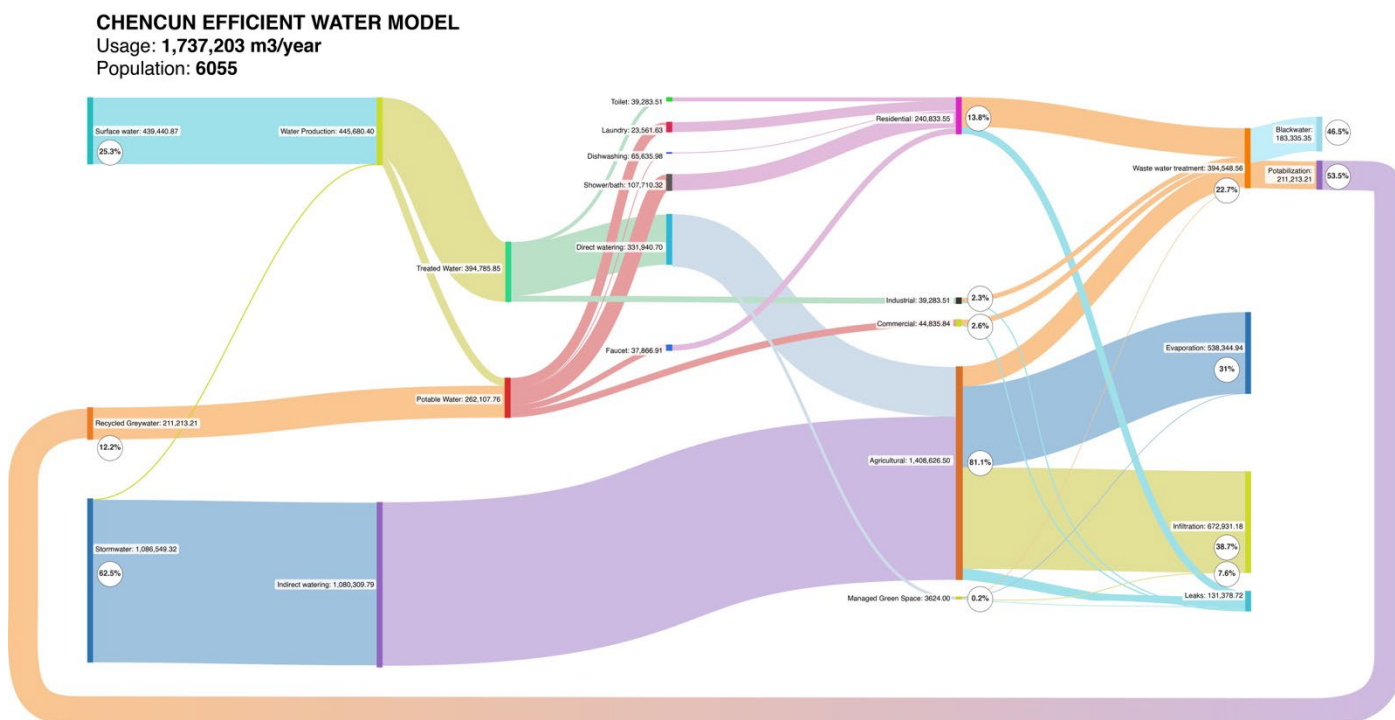 CHENCUN EFFICIENT WATER MODEL
Usage: 1,737,203 m3/year
Population: 6055
Surface water: 439,440.87
25.3%
Water Production: 445,680.40
Toilet: 39,283.51
Laundry: 23,561.63
Dishwashing: 65,635.98
Shower/bath: 107,710.32
Residential: 240,833.55
13.8%
Blackwater:
183,335.35
46.5%
Waste water treatment: 394,548.56
22.7%
Potabilization:
211,213.21
53.5%
Direct watering: 331,940.70
Treated Water: 394,785.85
Industrial: 39,283.51
2.3%
Commercial: 44,835.84
2.6%
Faucet: 37,866.91
Evaporation: 538,344.94
31%
Potable Water: 262,107.76
Recycled Greywater: 211,213.21
12.2%
Agricultural: 1,408,626.50
81.1%
Infiltration: 672,931.18
38.7%
Stormwater: 1,086,549.32
62.5%
Indirect watering: 1,080,309.79
7.6%
Managed Green Space: 3624.00
0.2%
Leaks: 131,378.72